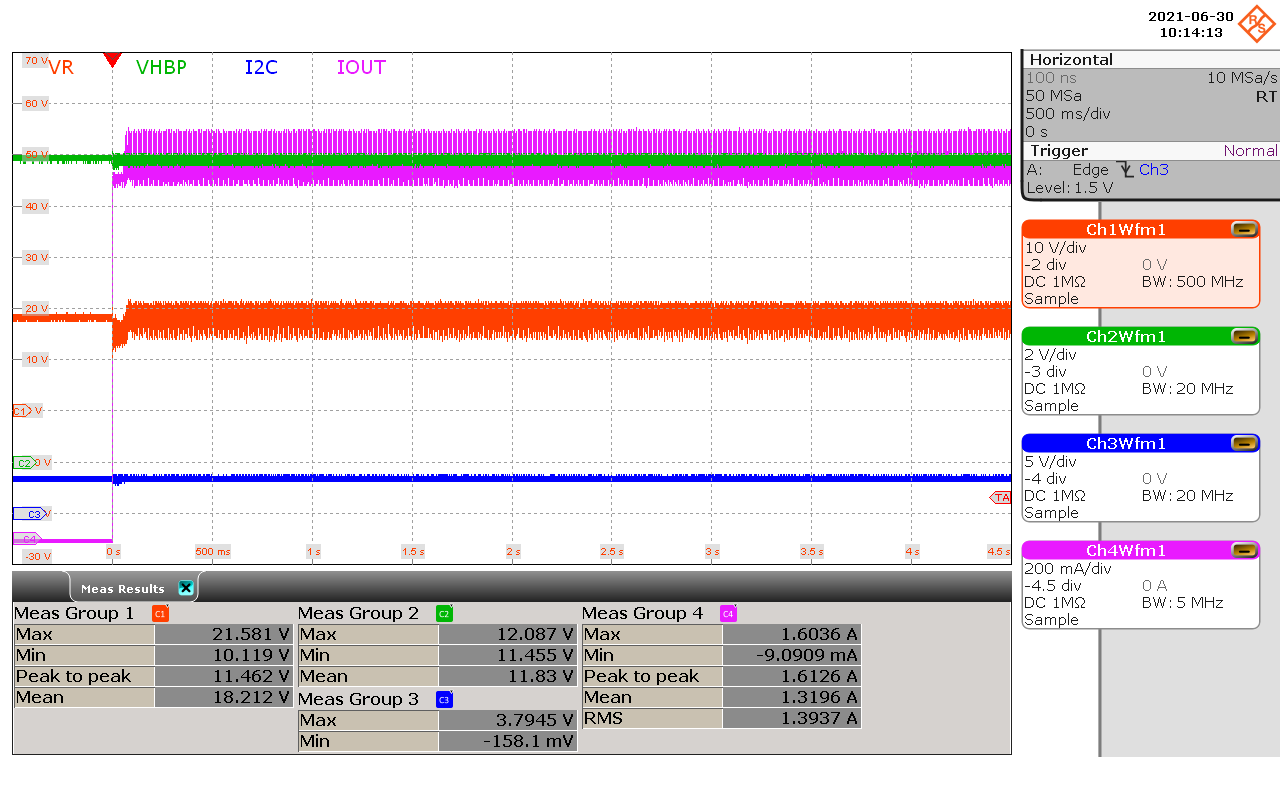 2021-06-30
10:14:13
R&S
VR VHBP I2C IOUT
70 V
60 V
50 V
40 V
30 V
20 V
10 V
C1 V
C2 0 V
C3 V
C4
-30 V
0 s 500 ms 1 s 1.5 s 2 s 2.5 s 3 s 3.5 s 4 s 4.5 s
TA
Horizontal
100 ns 10 MSa/s
50 MSa RT
500 ms/div
0 s
Trigger Normal
A: Edge Ch3
Level: 1.5 V
Ch1Wfm1
10 V/div
-2 div 0 V
DC 1MΩ BW: 500 MHz
Sample
Ch2Wfm1
2 V/div
-3 div 0 V
DC 1MΩ BW: 20 MHz
Sample
Ch3Wfm1
5 V/div
-4 div 0 V
DC 1MΩ BW: 20 MHz
Sample
Ch4Wfm1
200 mA/div
-4.5 div 0 A
DC 1MΩ BW: 5 MHz
Sample
Meas Results
Meas Group 1 C1
Max 21.581 V
Min 10.119 V
Peak to peak 11.462 V
Mean 18.212 V
Meas Group 2 C2
Max 12.087 V
Min 11.455 V
Mean 11.83 V
Meas Group 3 C3
Max 3.7945 V
Min -158.1 mV
Meas Group 4 C4
Max 1.6036 A
Min -9.0909 mA
Peak to peak 1.6126 A
Mean 1.3196 A
RMS 1.3937 A